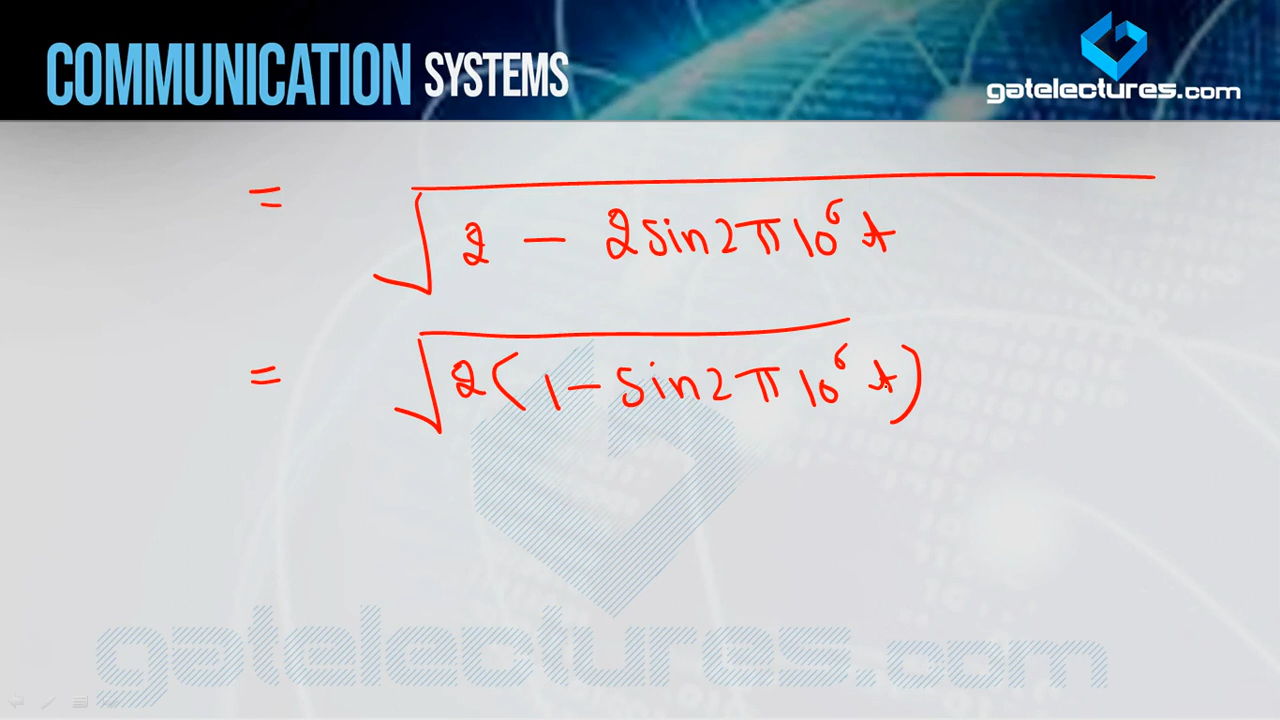 COMMUNICATION SYSTEMS
gatelectures.com
= √(2 - 2sin2π10⁶t)
= √2(1-sin2π10⁶t)
gatelectures.com